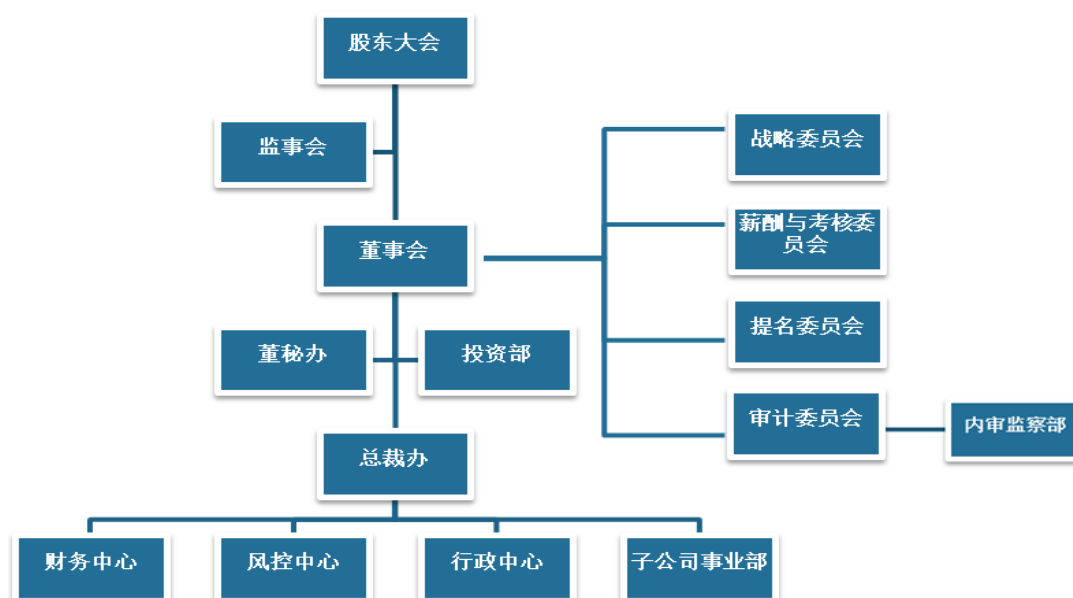 股东大会
监事会
战略委员会
薪酬与考核委
员会
董事会
提名委员会
董秘办
投资部
审计委员会
内审监察部
总裁办
财务中心
风控中心
行政中心
子公司事业部